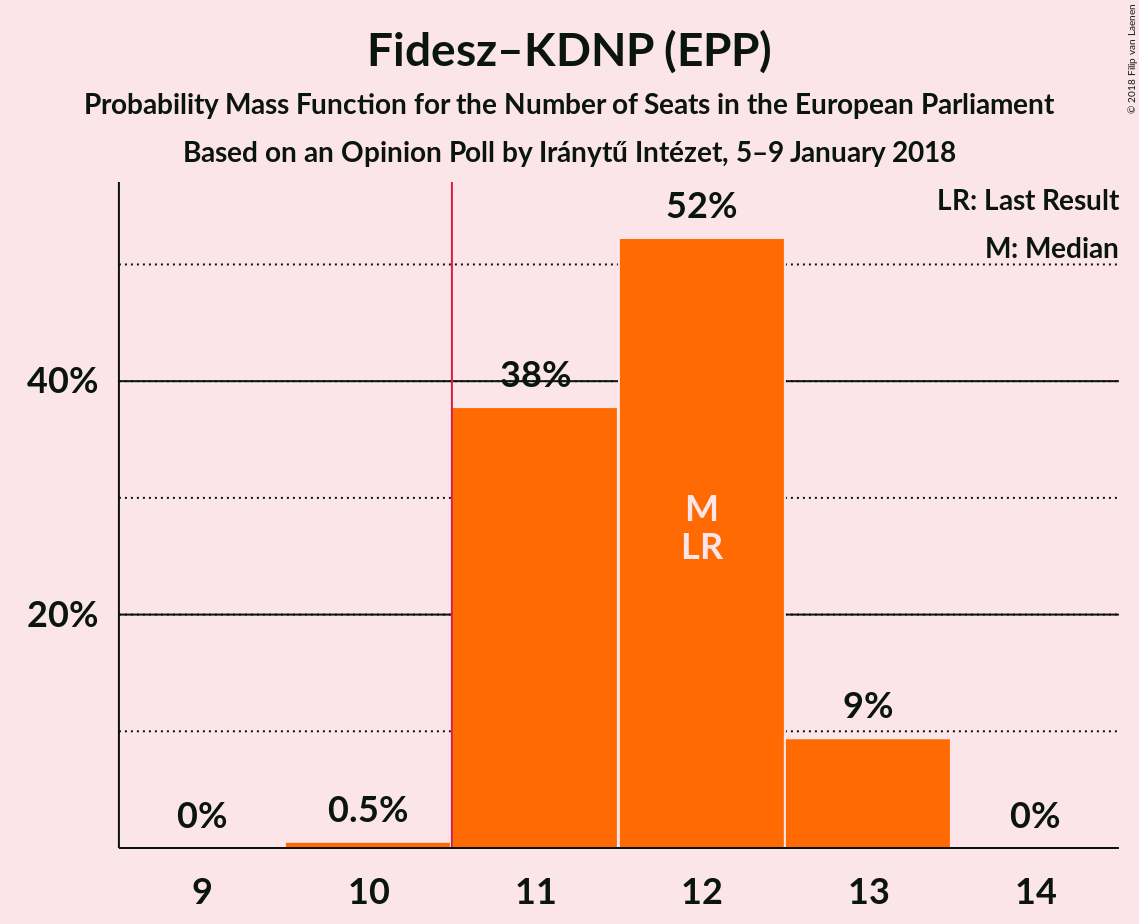 Fidesz–KDNP (EPP)
Probability Mass Function for the Number of Seats in the European Parliament
Based on an Opinion Poll by Iránytű Intézet, 5–9 January 2018
© 2018 Filip van Laenen
LR: Last Result
M: Median
52%
40%
38%
M
LR
20%
9%
0%
0.5%
0%
9
10
11
12
13
14